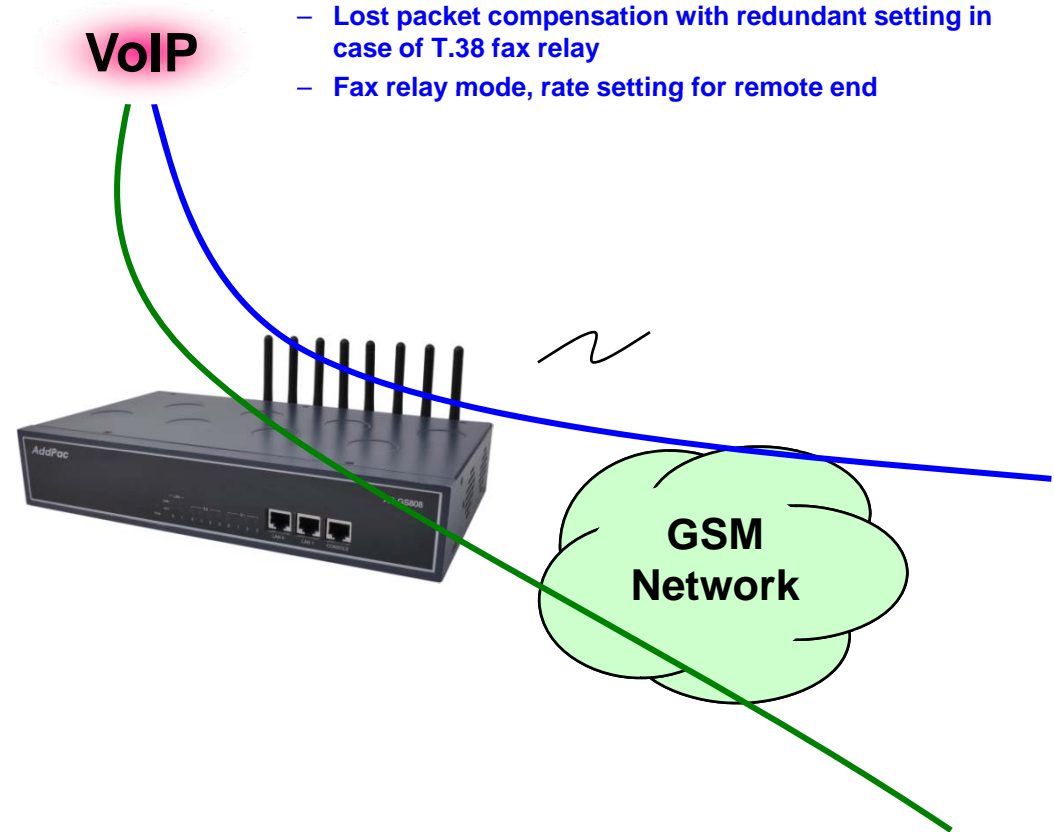 – Lost packet compensation with redundant setting in
case of T.38 fax relay
– Fax relay mode, rate setting for remote end
VoIP
AddPac
GS808
LAN 0 LAN 1 CONSOLE
GSM
Network